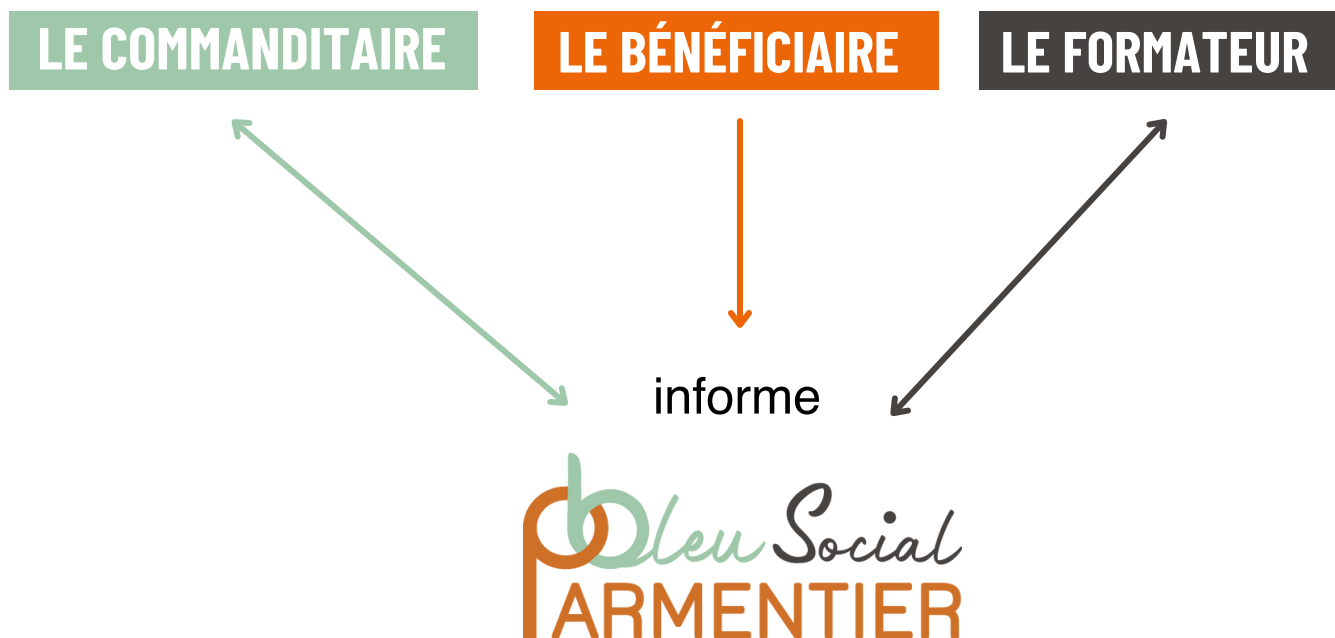 LE COMMANDITAIRE
LE BÉNÉFICIAIRE
LE FORMATEUR
informe
bleu Social
PARMENTIER